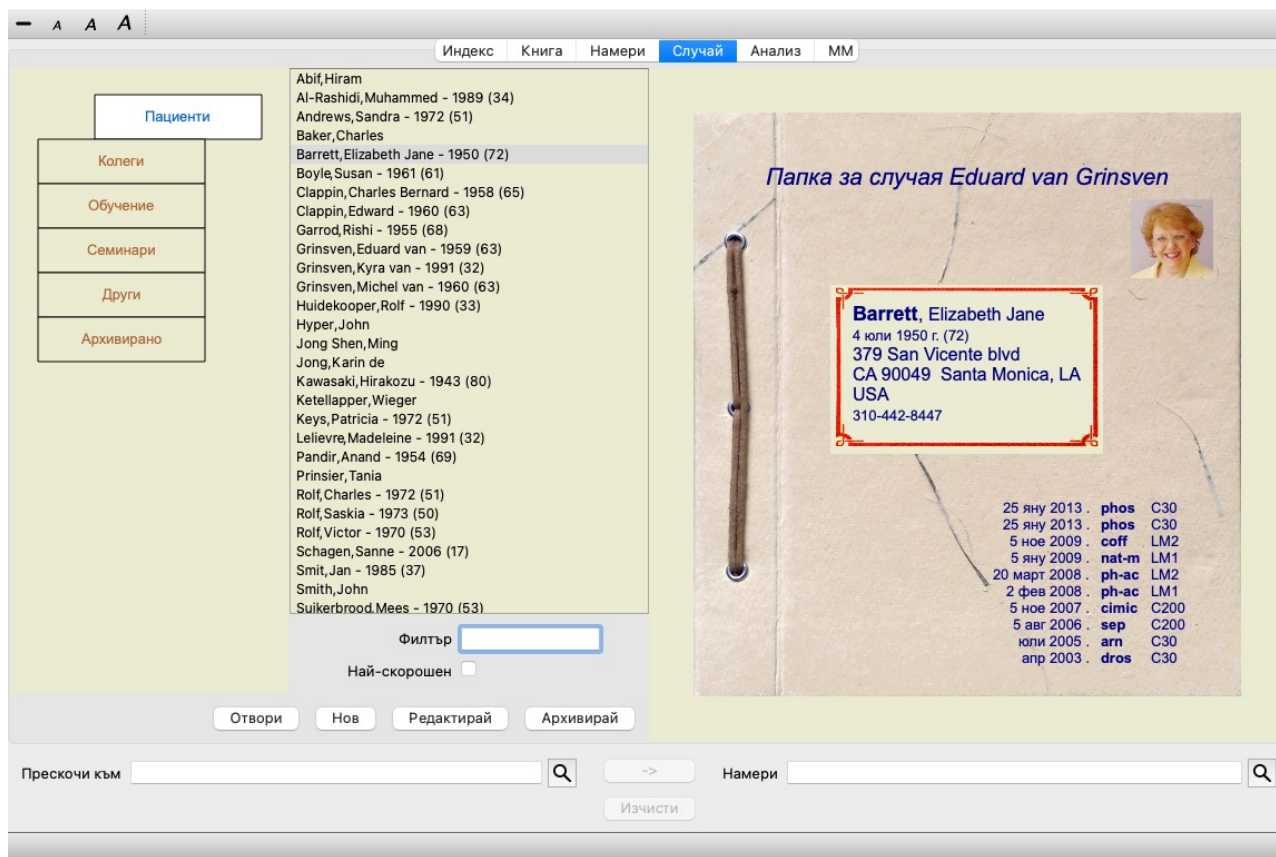 A A A
Индекс Книга Намери Случай Анализ ММ
Пациенти
Колеги
Обучение
Семинари
Други
Архивирано
Abif,Hiram
Al-Rashidi,Muhammed - 1989 (34)
Andrews,Sandra - 1972 (51)
Baker,Charles
Barrett,Elizabeth Jane - 1950 (72)
Boyle,Susan - 1961 (61)
Clappin,Charles Bernard - 1958 (65)
Clappin,Edward - 1960 (63)
Garrod,Rishi - 1955 (68)
Grinsven,Eduard van - 1959 (63)
Grinsven,Kyra van - 1991 (32)
Grinsven,Michel van - 1960 (63)
Huidekooper,Rolf - 1990 (33)
Hyper,John
Jong Shen,Ming
Jong,Karin de
Kawasaki,Hirakozu - 1943 (80)
Ketellapper,Wieger
Keys,Patricia - 1972 (51)
Lelievre,Madeleine - 1991 (32)
Pandir,Anand - 1954 (69)
Prinsier,Tania
Rolf,Charles - 1972 (51)
Rolf,Saskia - 1973 (50)
Rolf,Victor - 1970 (53)
Schagen,Sanne - 2006 (17)
Smit,Jan - 1985 (37)
Smith,John
Suikerbrood,Mees - 1970 (53)
Филтър
Най-скорошен
Отвори Нов Редактирай Архивирай
Папка за случая Eduard van Grinsven
Barrett, Elizabeth Jane
4 юли 1950 г. (72)
379 San Vicente blvd
CA 90049 Santa Monica, LA
USA
310-442-8447
25 яну 2013 . phos C30
25 яну 2013 . phos C30
5 ное 2009 . coff LM2
5 яну 2009 . nat-m LM1
20 март 2008 . ph-ac LM2
2 фев 2008 . ph-ac LM1
5 ное 2007 . cimic C200
5 авг 2006 . sep C200
юли 2005 . arn C30
апр 2003 . dros C30
Прескочи към -> Намери
Изчисти